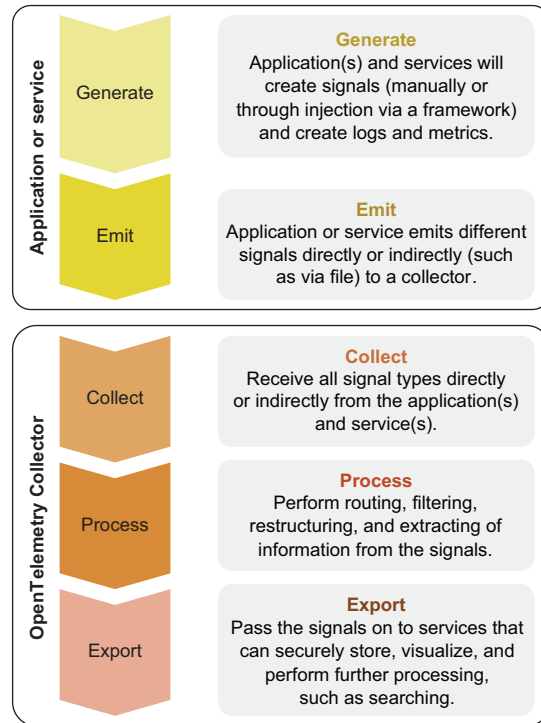 Application or service
Generate
Generate
Application(s) and services will
create signals (manually or
through injection via a framework)
and create logs and metrics.
Emit
Emit
Application or service emits different
signals directly or indirectly (such
as via file) to a collector.
OpenTelemetry Collector
Collect
Collect
Receive all signal types directly
or indirectly from the application(s)
and service(s).
Process
Process
Perform routing, filtering,
restructuring, and extracting of
information from the signals.
Export
Export
Pass the signals on to services that
can securely store, visualize, and
perform further processing,
such as searching.